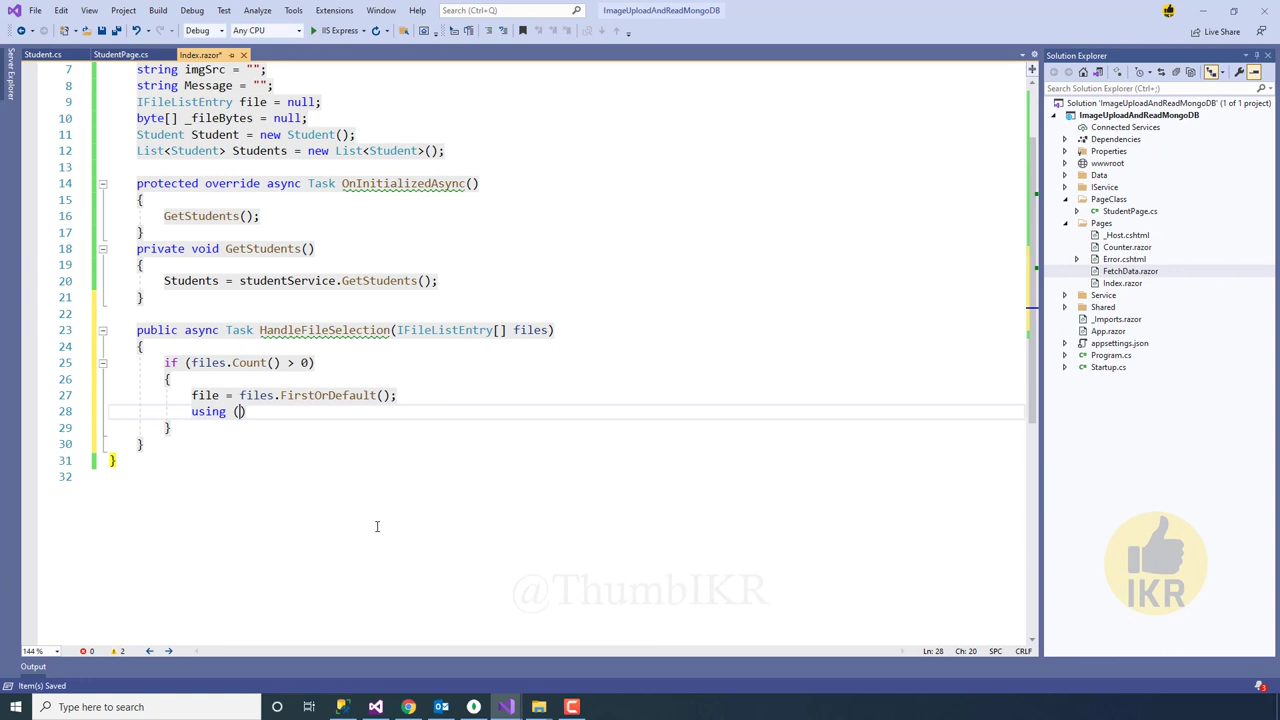 File Edit View Project Build Debug Test Analyze Tools Extensions Window Help Search (Ctrl+Q) ImageUploadAndReadMongoDB
Debug Any CPU IIS Express Live Share
Server Explorer
Student.cs StudentPage.cs Index.razor*
7 string imgSrc = "";
8 string Message = "";
9 IFileListEntry file = null;
10 byte[] _fileBytes = null;
11 Student Student = new Student();
12 List<Student> Students = new List<Student>();
13
14 protected override async Task OnInitializedAsync()
15 {
16 GetStudents();
17 }
18 private void GetStudents()
19 {
20 Students = studentService.GetStudents();
21 }
22
23 public async Task HandleFileSelection(IFileListEntry[] files)
24 {
25 if (files.Count() > 0)
26 {
27 file = files.FirstOrDefault();
28 using ()
29 }
30 }
31 }
32
Solution Explorer
Search Solution Explorer (Ctrl+;)
Solution 'ImageUploadAndReadMongoDB' (1 of 1 project)
ImageUploadAndReadMongoDB
Connected Services
Dependencies
Properties
wwwroot
Data
IService
PageClass
StudentPage.cs
Pages
_Host.cshtml
Counter.razor
Error.cshtml
FetchData.razor
Index.razor
Service
Shared
_Imports.razor
App.razor
appsettings.json
Program.cs
Startup.cs
@ThumbIKR
IKR
144 % 0 2 Ln: 28 Ch: 20 SPC CRLF
Output
Item(s) Saved 3
Type here to search